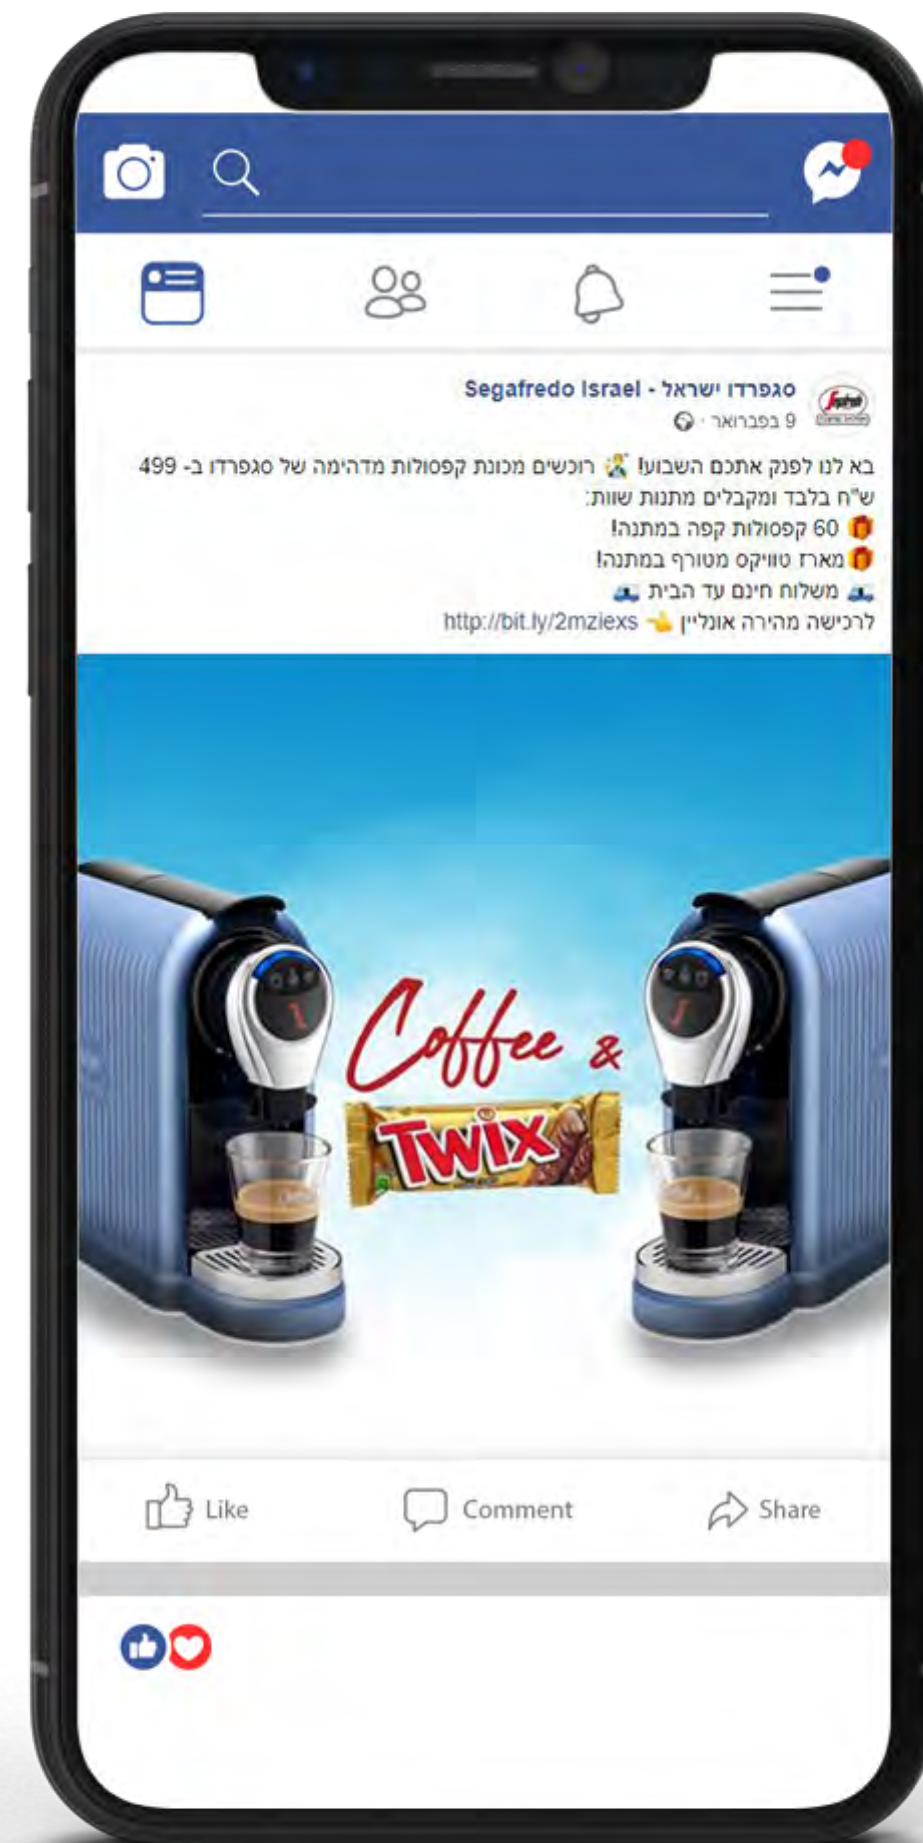 סגפרדו ישראל - Segafredo Israel
9 בפברואר ·
בא לנו לפנק אתכם השבוע! רוכשים מכונת קפסולות מדהימה של סגפרדו ב- 499
ש"ח בלבד ומקבלים מתנות שוות:
60 קפסולות קפה במתנה!
מארז טוויקס מטורף במתנה!
משלוח חינם עד הבית
לרכישה מהירה אונליין http://bit.ly/2mziexs
Coffee &
TWIX
Like
Comment
Share